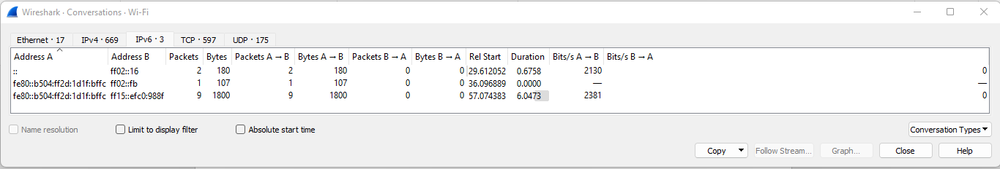 Wireshark · Conversations · Wi-Fi
Ethernet · 17 IPv4 · 669 IPv6 · 3 TCP · 597 UDP · 175
Address A Address B Packets Bytes Packets A → B Bytes A → B Packets B → A Bytes B → A Rel Start Duration Bits/s A → B Bits/s B → A
:: ff02::16 2 180 2 180 0 0 29.612052 0.6758 2130 0
fe80::b504:ff2d:1d1f:bffc ff02::fb 1 107 1 107 0 0 36.096889 0.0000 — —
fe80::b504:ff2d:1d1f:bffc ff15::efc0:988f 9 1800 9 1800 0 0 57.074383 6.0473 2381 0
Name resolution Limit to display filter Absolute start time Conversation Types
Copy Follow Stream... Graph... Close Help